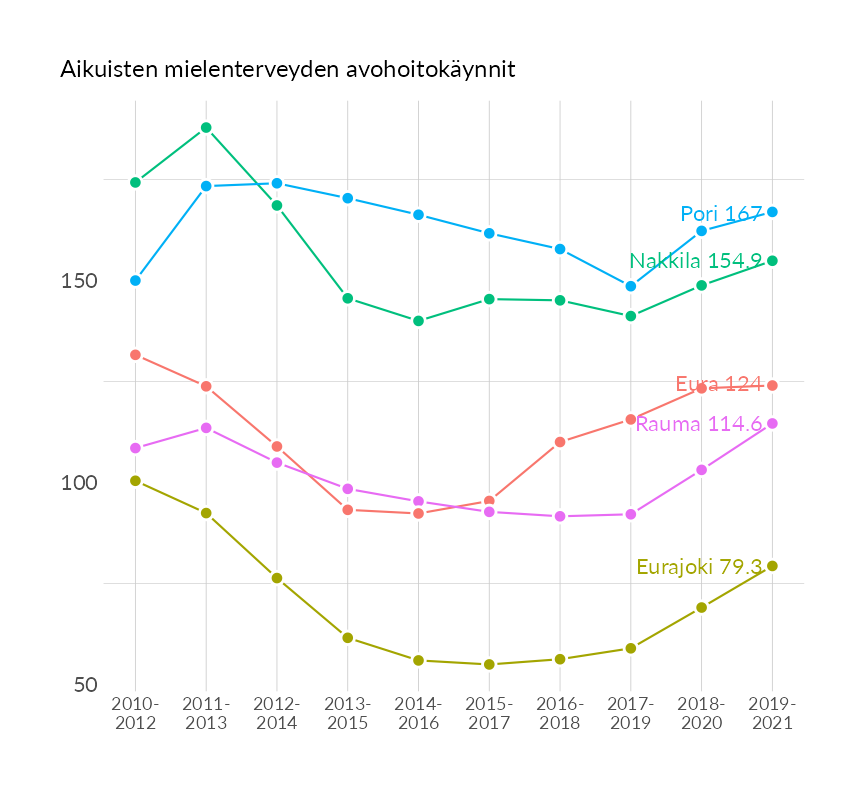 Aikuisten mielenterveyden avohoitokäynnit
Pori 167
Nakkila 154.9
150
Eura 124
Rauma 114.6
100
Eurajoki 79.3
50
2010- 2011- 2012- 2013- 2014- 2015- 2016- 2017- 2018- 2019-
2012 2013 2014 2015 2016 2017 2018 2019 2020 2021